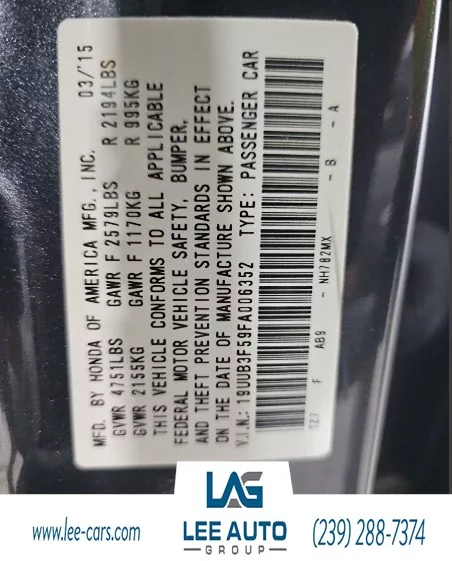 MFD. BY HONDA OF AMERICA MFG., INC. 03/'15
GVWR 4751LBS GAWR F 2579LBS R 2194LBS
GVWR 2155KG GAWR F 1170KG R 995KG
THIS VEHICLE CONFORMS TO ALL APPLICABLE
FEDERAL MOTOR VEHICLE SAFETY, BUMPER,
AND THEFT PREVENTION STANDARDS IN EFFECT
ON THE DATE OF MANUFACTURE SHOWN ABOVE.
V.I.N.: 19UUB3F59FA006352 TYPE: PASSENGER CAR
F AB9 - NH782MX - B - A
LAG
www.lee-cars.com LEE AUTO (239) 288-7374
GROUP